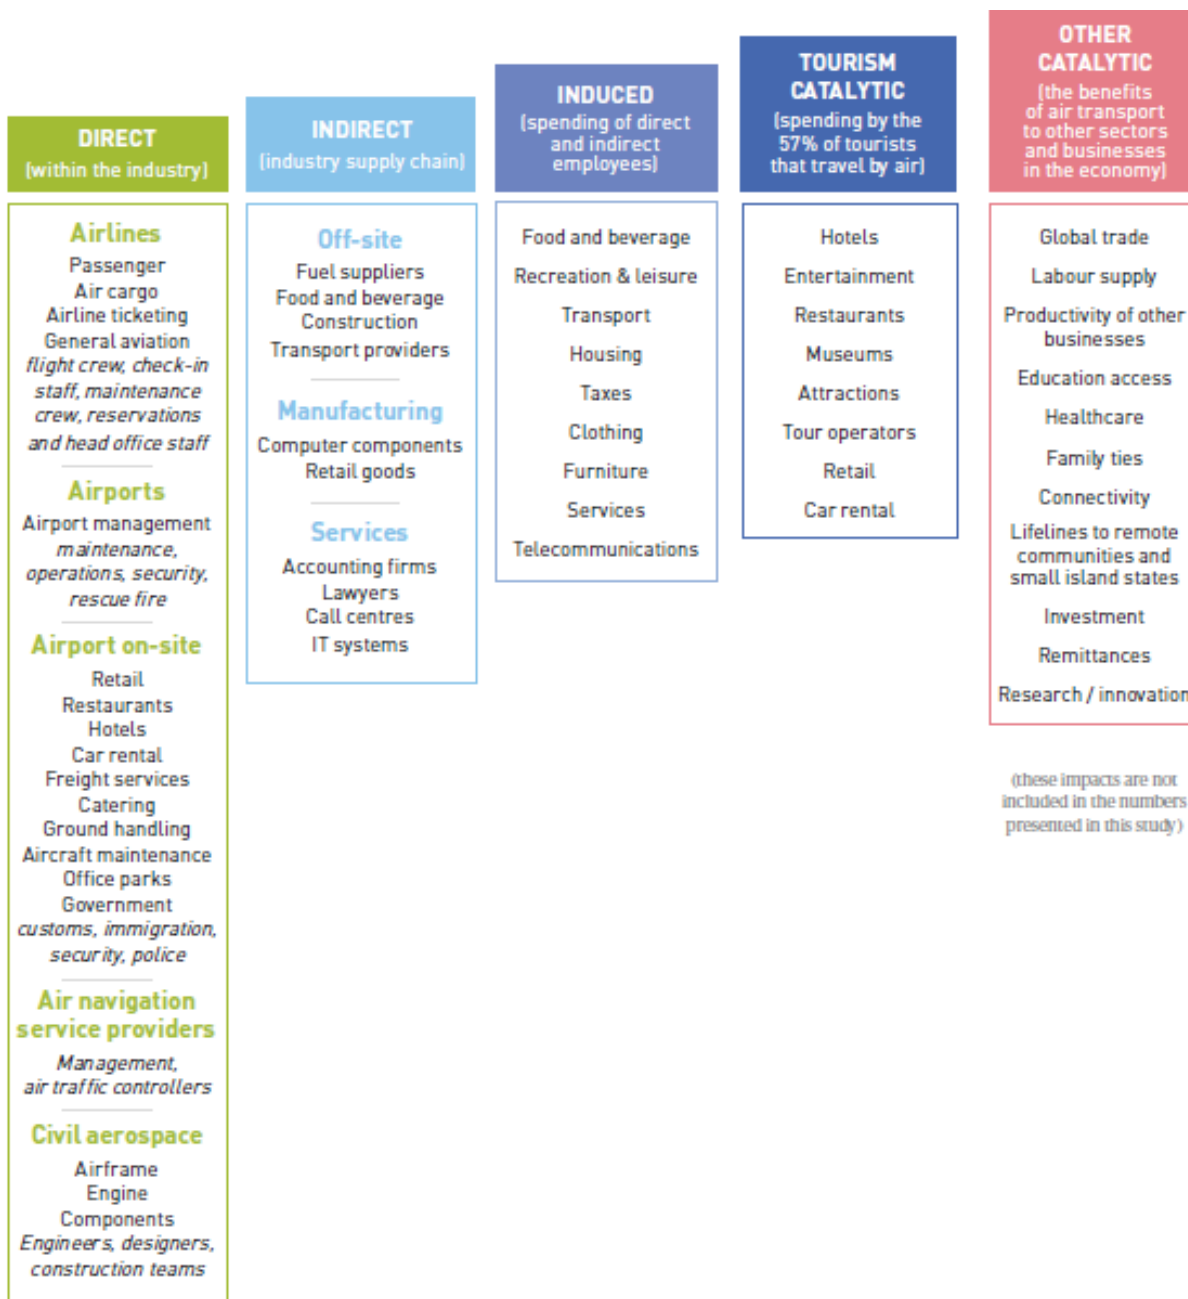 DIRECT
(within the industry)
Airlines
Passenger
Air cargo
Airline ticketing
General aviation
flight crew, check-in
staff, maintenance
crew, reservations
and head office staff
Airports
Airport management
maintenance,
operations, security,
rescue fire
Airport on-site
Retail
Restaurants
Hotels
Car rental
Freight services
Catering
Ground handling
Aircraft maintenance
Office parks
Government
customs, immigration,
security, police
Air navigation
service providers
Management,
air traffic controllers
Civil aerospace
Airframe
Engine
Components
Engineers, designers,
construction teams
INDIRECT
(industry supply chain)
Off-site
Fuel suppliers
Food and beverage
Construction
Transport providers
Manufacturing
Computer components
Retail goods
Services
Accounting firms
Lawyers
Call centres
IT systems
INDUCED
(spending of direct
and indirect
employees)
Food and beverage
Recreation & leisure
Transport
Housing
Taxes
Clothing
Furniture
Services
Telecommunications
TOURISM
CATALYTIC
(spending by the
57% of tourists
that travel by air)
Hotels
Entertainment
Restaurants
Museums
Attractions
Tour operators
Retail
Car rental
OTHER
CATALYTIC
(the benefits
of air transport
to other sectors
and businesses
in the economy)
Global trade
Labour supply
Productivity of other
businesses
Education access
Healthcare
Family ties
Connectivity
Lifelines to remote
communities and
small island states
Investment
Remittances
Research / innovation
(these impacts are not
included in the numbers
presented in this study)